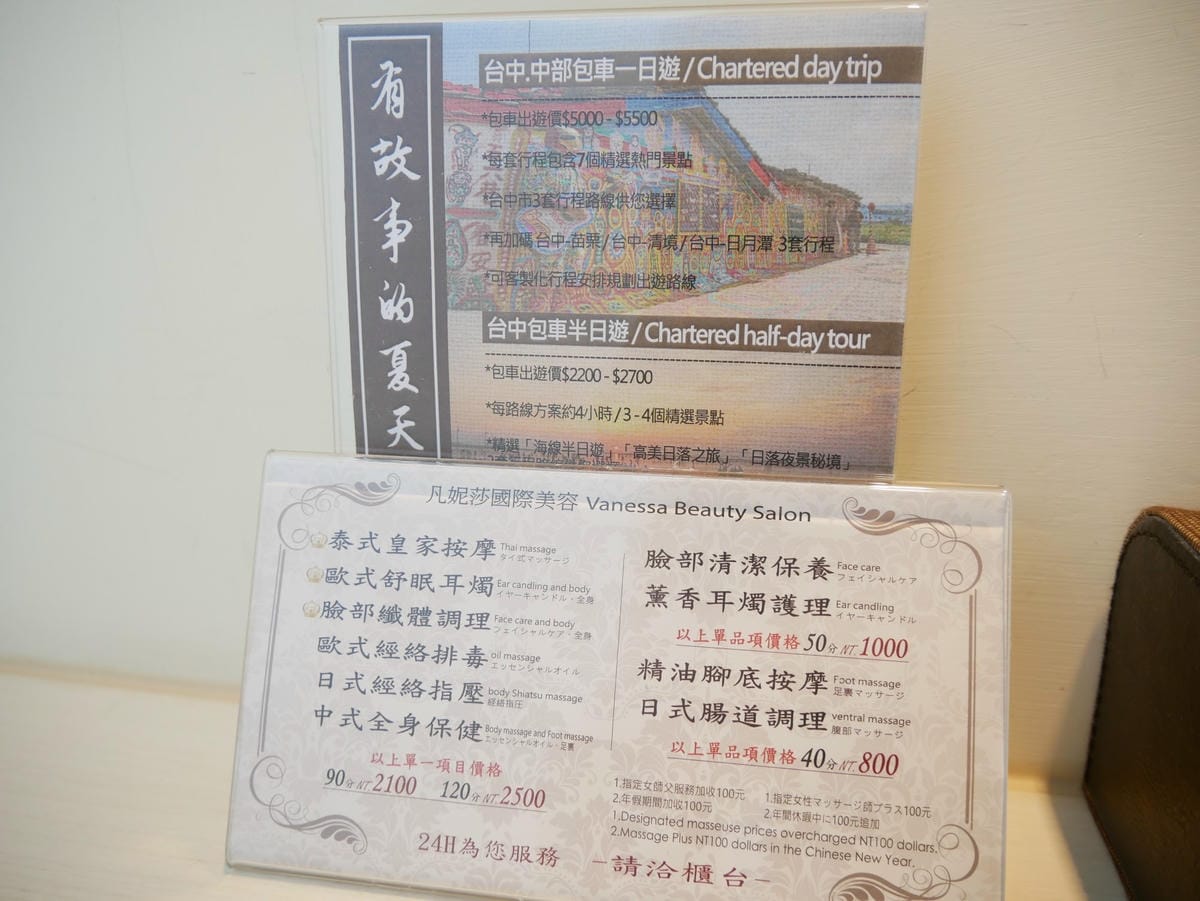 有故事的夏天
台中.中部包車一日遊 / Chartered day trip
*包車出遊價$5000 - $5500
*每套行程包含7個精選熱門景點
*台中市3套行程路線供您選擇
*再加碼 台中-苗栗 / 台中-清境 / 台中-日月潭 3套行程
*可客製化行程安排規劃出遊路線
台中包車半日遊 / Chartered half-day tour
*包車出遊價$2200 - $2700
*每路線方案約4小時 / 3 - 4個精選景點
*精選「海線半日遊」「高美日落之旅」「日落夜景秘境」
凡妮莎國際美容 Vanessa Beauty Salon
泰式皇家按摩 Thai massage
タイ式マッサージ
歐式舒眠耳燭 Ear candling and body
イヤーキャンドル・全身
臉部纖體調理 Face care and body
フェイシャルケア・全身
歐式經絡排毒 oil massage
エッセンシャルオイル
日式經絡指壓 body Shiatsu massage
経絡指圧
中式全身保健 Body massage and Foot massage
エッセンシャルオイル・足裏
以上單一項目價格
90分 NT.2100 120分 NT.2500
臉部清潔保養 Face care
フェイシャルケア
薰香耳燭護理 Ear candling
イヤーキャンドル
以上單品項價格 50分 NT.1000
精油腳底按摩 Foot massage
足裏マッサージ
日式腸道調理 ventral massage
腹部マッサージ
以上單品項價格 40分 NT.800
1.指定女師父服務加收100元
2.年假期間加收100元
1.指定女性マッサージ師プラス100元
2.年間休暇中に100元追加
1.Designated masseuse prices overcharged NT100 dollars.
2.Massage Plus NT100 dollars in the Chinese New Year.
24H為您服務 –請洽櫃台–